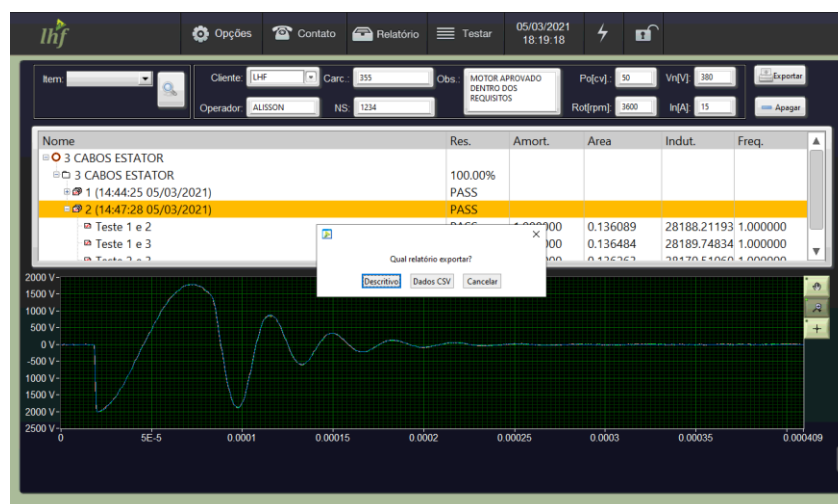 lhf
Opções
Contato
Relatório
Testar
05/03/2021
18:19:18
Item:
Cliente: LHF
Carc.: 355
Obs.: MOTOR APROVADO
DENTRO DOS
REQUISITOS
Po[cv].: 50
Vn[V]: 380
Exportar
Operador: ALISSON
NS: 1234
Rot[rpm]: 3600
In[A]: 15
Apagar
Nome Res. Amort. Area Indut. Freq.
3 CABOS ESTATOR
3 CABOS ESTATOR 100.00%
1 (14:44:25 05/03/2021) PASS
2 (14:47:28 05/03/2021) PASS
Teste 1 e 2 0.136089 28188.21193 1.000000
Teste 1 e 3 0.136484 28189.74834 1.000000
Qual relatório exportar?
Descritivo
Dados CSV
Cancelar
2000 V
1500 V
1000 V
500 V
0 V
-500 V
1000 V
1500 V
2000 V
2500 V
0 5E-5 0.0001 0.00015 0.0002 0.00025 0.0003 0.00035 0.000409